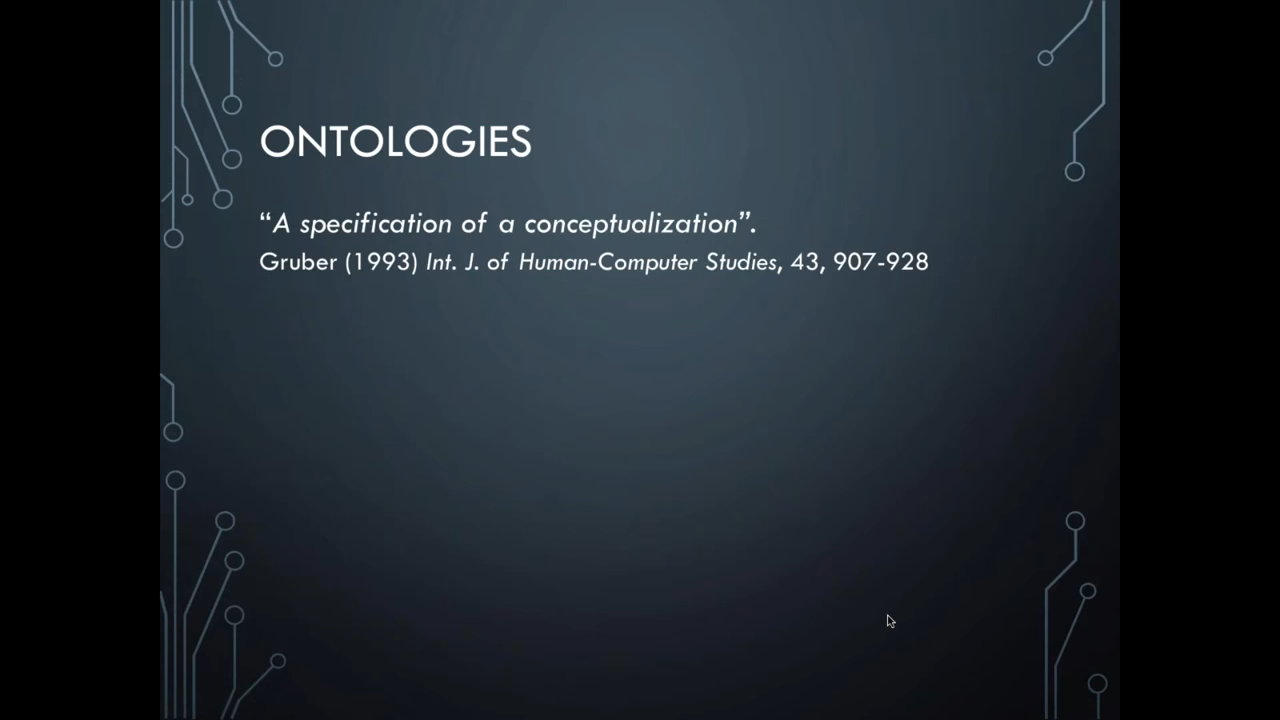 ONTOLOGIES
“A specification of a conceptualization”.
Gruber (1993) Int. J. of Human-Computer Studies, 43, 907-928